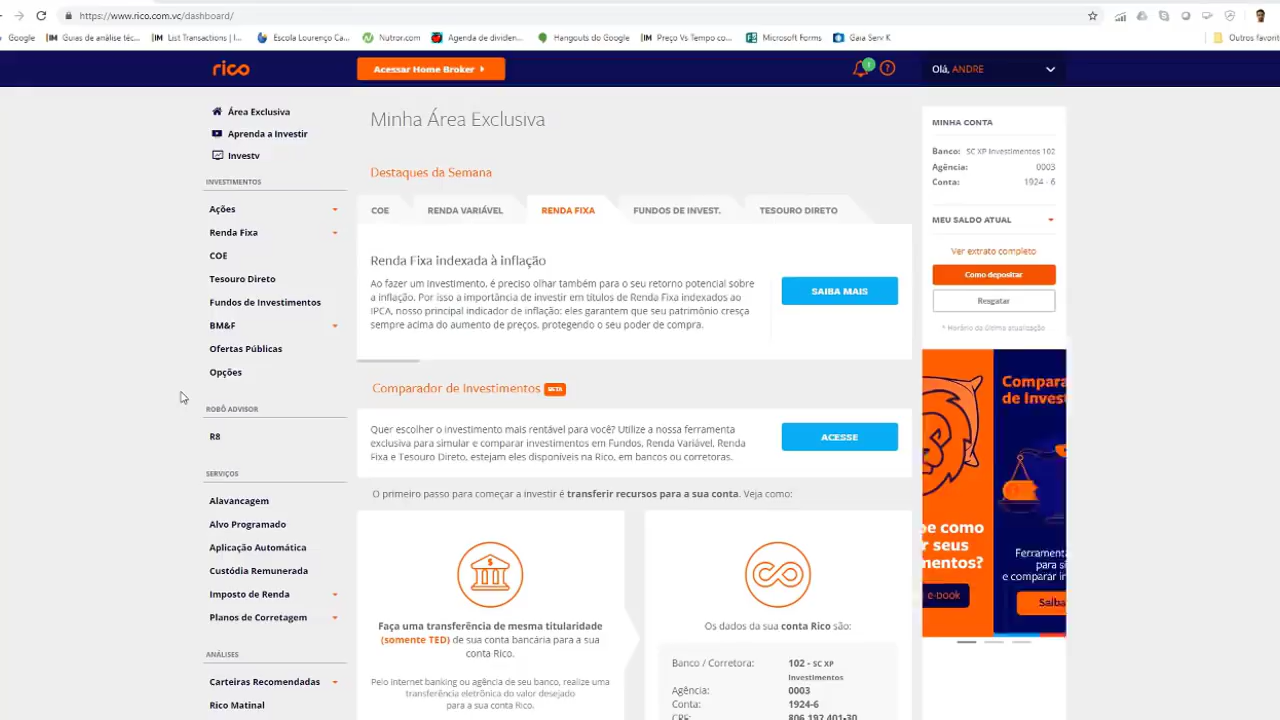 https://www.rico.com.vc/dashboard/
Google
Guias de análise téc...
List Transactions | I...
Escola Lourenço Ca...
Nutror.com
Agenda de dividen...
Hangouts do Google
Preço Vs Tempo co...
Microsoft Forms
Gaia Serv K
Outros favorit
rico
Acessar Home Broker
Olá, ANDRE
Área Exclusiva
Aprenda a Investir
Investv
INVESTIMENTOS
Ações
Renda Fixa
COE
Tesouro Direto
Fundos de Investimentos
BM&F
Ofertas Públicas
Opções
ROBÔ ADVISOR
R8
SERVIÇOS
Alavancagem
Alvo Programado
Aplicação Automática
Custódia Remunerada
Imposto de Renda
Planos de Corretagem
ANÁLISES
Carteiras Recomendadas
Rico Matinal
Minha Área Exclusiva
Destaques da Semana
COE
RENDA VARIÁVEL
RENDA FIXA
FUNDOS DE INVEST.
TESOURO DIRETO
Renda Fixa indexada à inflação
Ao fazer um investimento, é preciso olhar também para o seu retorno potencial sobre
a inflação. Por isso a importância de investir em títulos de Renda Fixa indexados ao
IPCA, nosso principal indicador de inflação: eles garantem que seu patrimônio cresça
sempre acima do aumento de preços, protegendo o seu poder de compra.
SAIBA MAIS
Comparador de Investimentos BETA
Quer escolher o investimento mais rentável para você? Utilize a nossa ferramenta
exclusiva para simular e comparar investimentos em Fundos, Renda Variável, Renda
Fixa e Tesouro Direto, estejam eles disponíveis na Rico, em bancos ou corretoras.
ACESSE
O primeiro passo para começar a investir é transferir recursos para a sua conta. Veja como:
Faça uma transferência de mesma titularidade
(somente TED) de sua conta bancária para a sua
conta Rico.
Pelo Internet banking ou agência de seu banco, realize uma
transferência eletrônica do valor desejado
para a sua conta Rico.
Os dados da sua conta Rico são:
Banco / Corretora: 102 - SC XP
Investimentos
Agência: 0003
Conta: 1924-6
CPF: 806.192.401-30
MINHA CONTA
Banco: SC XP Investimentos 102
Agência: 0003
Conta: 1924 - 6
MEU SALDO ATUAL
Ver extrato completo
Como depositar
Resgatar
* Horário da última atualização
be como
r seus
mentos?
e-book
Compara
de Invest
Ferrament
para si
e comparar in
Saiba